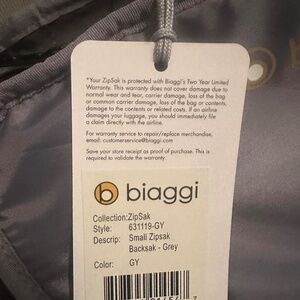 "Your ZipSak is protected with Biaggi's Two Year Limited
Warranty. This warranty does not cover damage due to
normal wear and tear, carrier damage, loss of the bag
or common carrier damage, loss of the bag, contents,
damage to the contents or related costs. If an airline
damages your luggage, you should immediately file
a claim directly with the airline.
For warranty service to repair/replace merchandise,
email: customerservice@biaggi.com
Save your store receipt as proof of purchase. This is
required to validate the warranty.
b biaggi
Collection: ZipSak
Style: 631119-GY
Descrip: Small Zipsak
Backsak - Grey
Color: GY
7